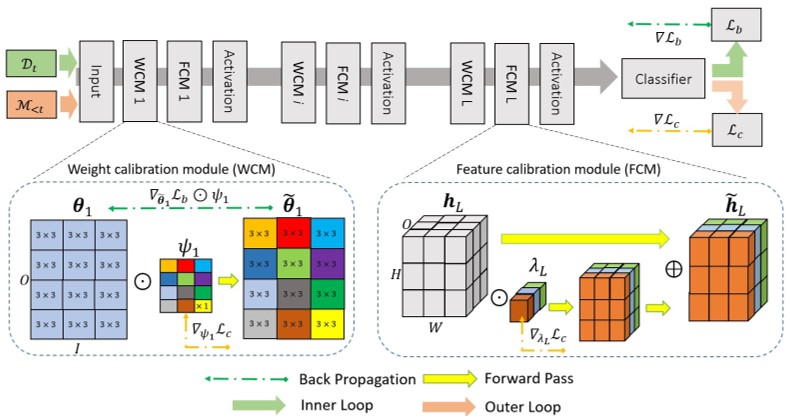 𝒟t
ℳ<t
Input
WCM 1
FCM 1
Activation
WCM i
FCM i
Activation
WCM L
FCM L
Activation
Classifier
∇ℒb
ℒb
∇ℒc
ℒc
Weight calibration module (WCM)
θ1
∇θ̃1ℒb ⊙ ψ1
θ̃1
3×3 3×3 3×3
3×3 3×3 3×3
3×3 3×3 3×3
3×3 3×3 3×3
O
I
⊙
ψ1
×1
∇ψ1ℒc
3×3 3×3 3×3
3×3 3×3 3×3
3×3 3×3 3×3
3×3 3×3 3×3
Feature calibration module (FCM)
hL
O
H
W
⊙
λL
∇λLℒc
⊕
h̃L
Back Propagation
Forward Pass
Inner Loop
Outer Loop